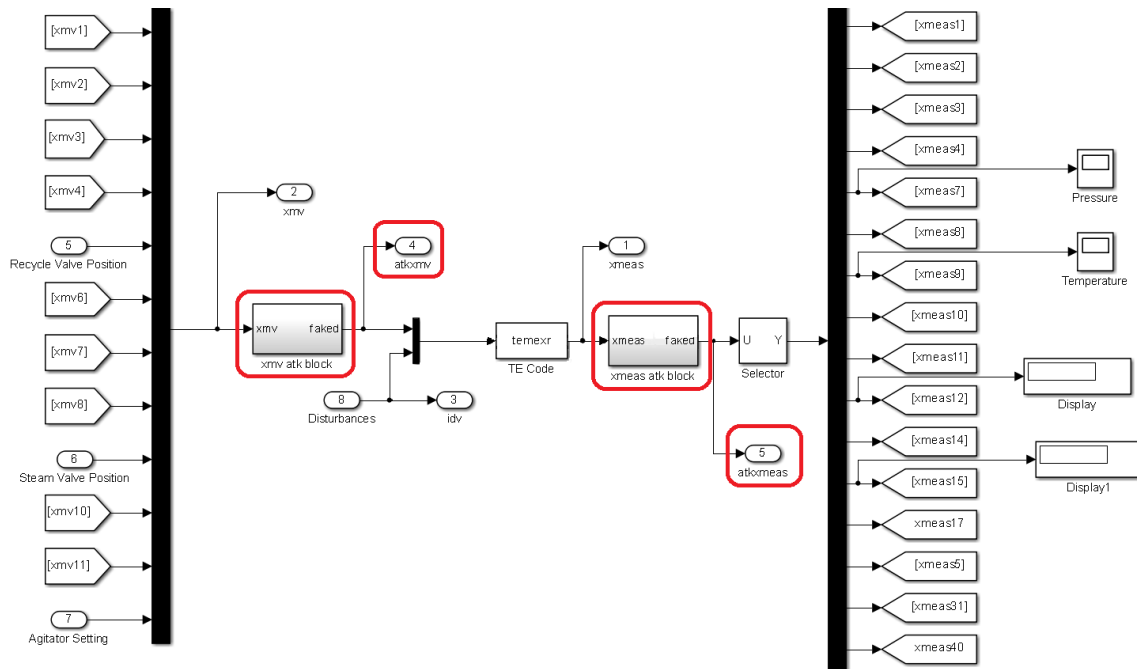 [xmv1]
[xmv2]
[xmv3]
[xmv4]
5
Recycle Valve Position
[xmv6]
[xmv7]
[xmv8]
6
Steam Valve Position
[xmv10]
[xmv11]
7
Agitator Setting
2
xmv
4
atkxmv
xmv faked
xmv atk block
8
Disturbances
3
idv
temexr
TE Code
1
xmeas
xmeas faked
xmeas atk block
5
atkxmeas
U Y
Selector
[xmeas1]
[xmeas2]
[xmeas3]
[xmeas4]
[xmeas7]
[xmeas8]
[xmeas9]
[xmeas10]
[xmeas11]
[xmeas12]
[xmeas14]
[xmeas15]
xmeas17
[xmeas5]
[xmeas31]
xmeas40
Pressure
Temperature
Display
Display1